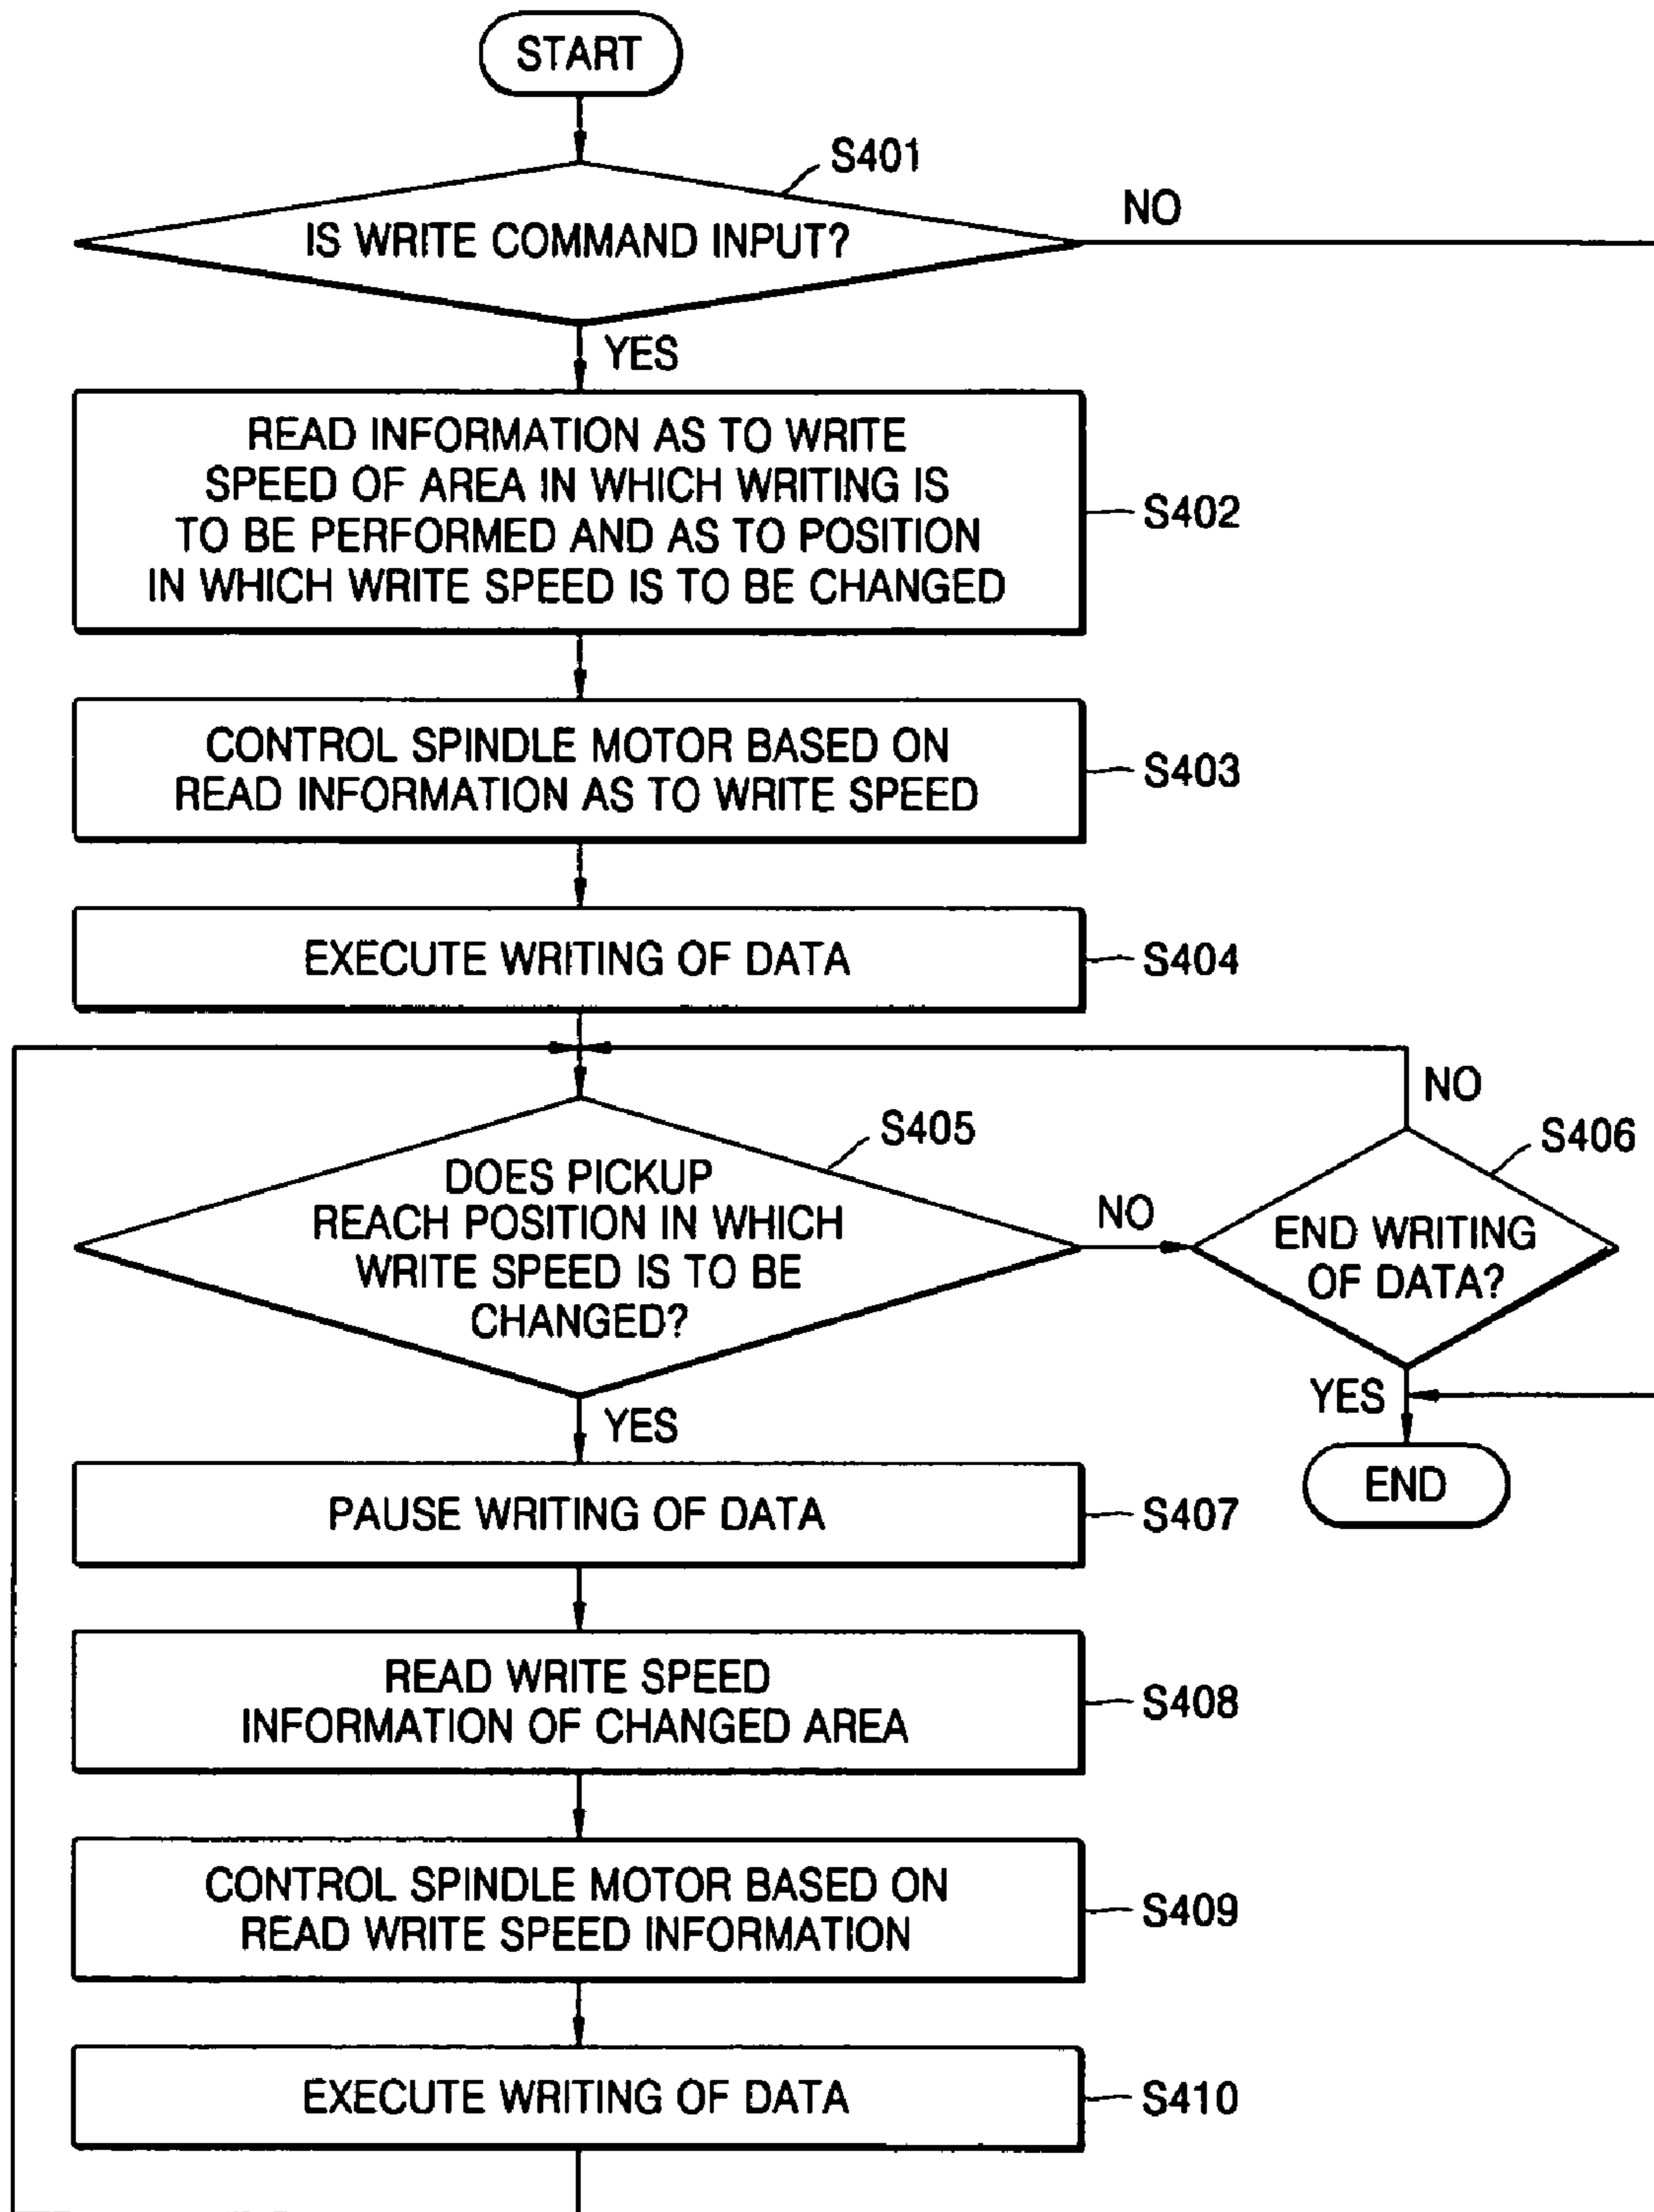 START
S401
IS WRITE COMMAND INPUT?
NO
YES
READ INFORMATION AS TO WRITE
SPEED OF AREA IN WHICH WRITING IS
TO BE PERFORMED AND AS TO POSITION
IN WHICH WRITE SPEED IS TO BE CHANGED
S402
CONTROL SPINDLE MOTOR BASED ON
READ INFORMATION AS TO WRITE SPEED
S403
EXECUTE WRITING OF DATA
S404
S405
DOES PICKUP
REACH POSITION IN WHICH
WRITE SPEED IS TO BE
CHANGED?
NO
NO
S406
END WRITING
OF DATA?
YES
END
YES
PAUSE WRITING OF DATA
S407
READ WRITE SPEED
INFORMATION OF CHANGED AREA
S408
CONTROL SPINDLE MOTOR BASED ON
READ WRITE SPEED INFORMATION
S409
EXECUTE WRITING OF DATA
S410